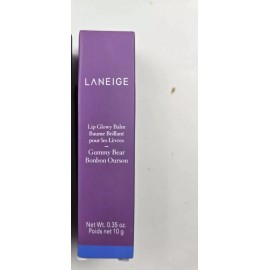 LANEIGE
Lip Glowy Balm
Baume Brillant
pour les Lèvres
Gummy Bear
Bonbon Ourson
Net Wt. 0.35 oz.
Poids net 10 g